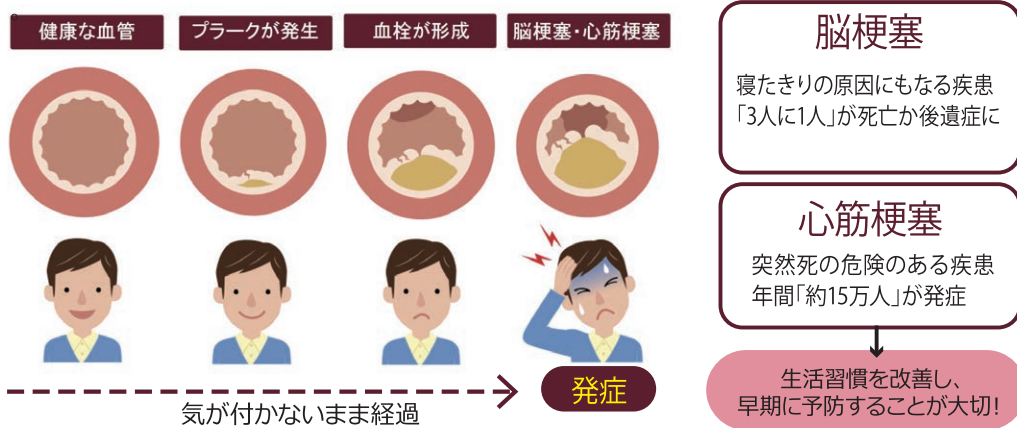 健康な血管
プラークが発生
血栓が形成
脳梗塞・心筋梗塞
気が付かないまま経過
発症
脳梗塞
寝たきりの原因にもなる疾患
「3人に1人」が死亡か後遺症に
心筋梗塞
突然死の危険のある疾患
年間「約15万人」が発症
生活習慣を改善し、
早期に予防することが大切!